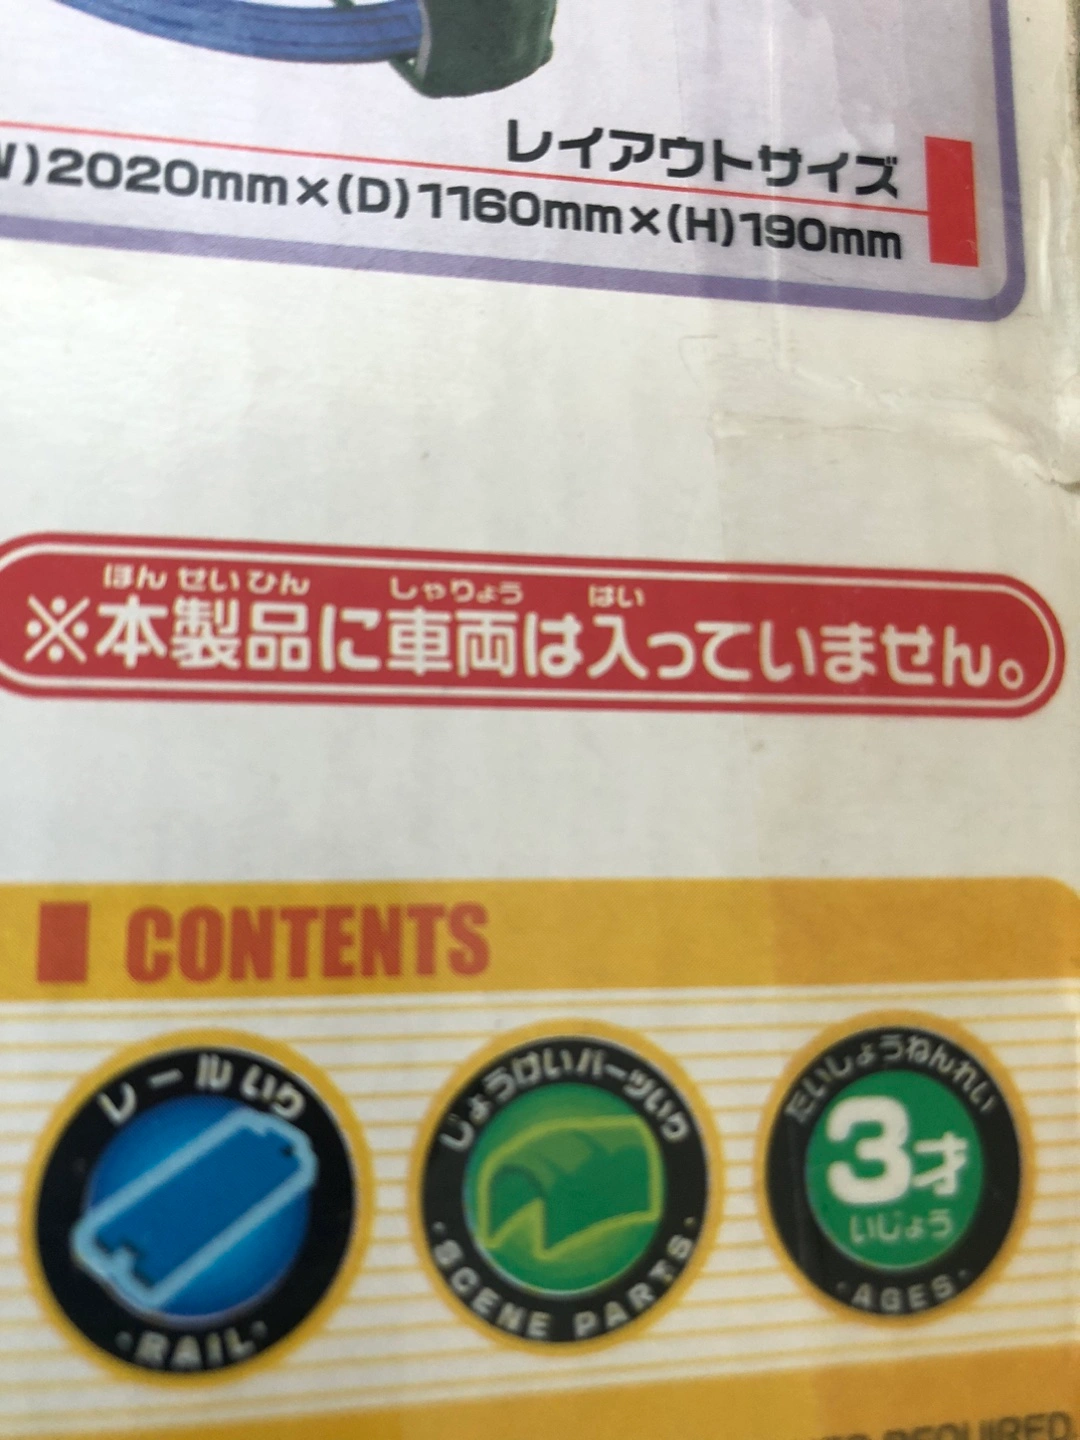 レイアウトサイズ
)2020mm×(D)1160mm×(H)190mm
ほん せい ひん しゃりょう はい
※本製品に車両は入っていません。
CONTENTS
レールいり
RAIL
じょうけいパーツいり
SCENE PARTS
たいしょうねんれい
3才
いじょう
AGES
REQUIRED.